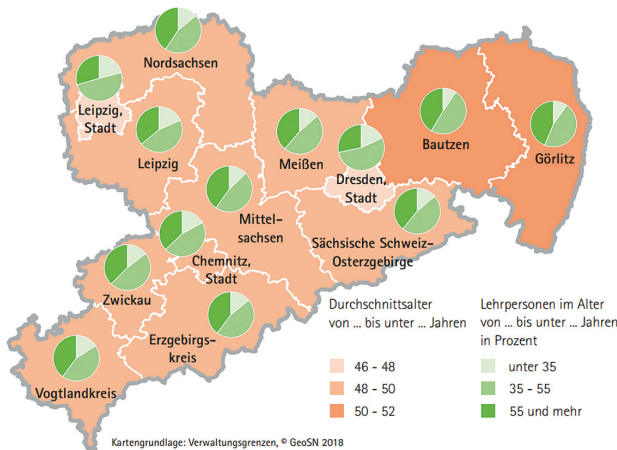 Nordsachsen
Leipzig,
Stadt
Leipzig
Meißen
Dresden,
Stadt
Bautzen
Görlitz
Mittel-
sachsen
Sächsische Schweiz-
Osterzgebirge
Chemnitz,
Stadt
Zwickau
Erzgebirgs-
kreis
Vogtlandkreis
Durchschnittsalter
von ... bis unter ... Jahren
46 - 48
48 - 50
50 - 52
Lehrpersonen im Alter
von ... bis unter ... Jahren
in Prozent
unter 35
35 - 55
55 und mehr
Kartengrundlage: Verwaltungsgrenzen, © GeoSN 2018